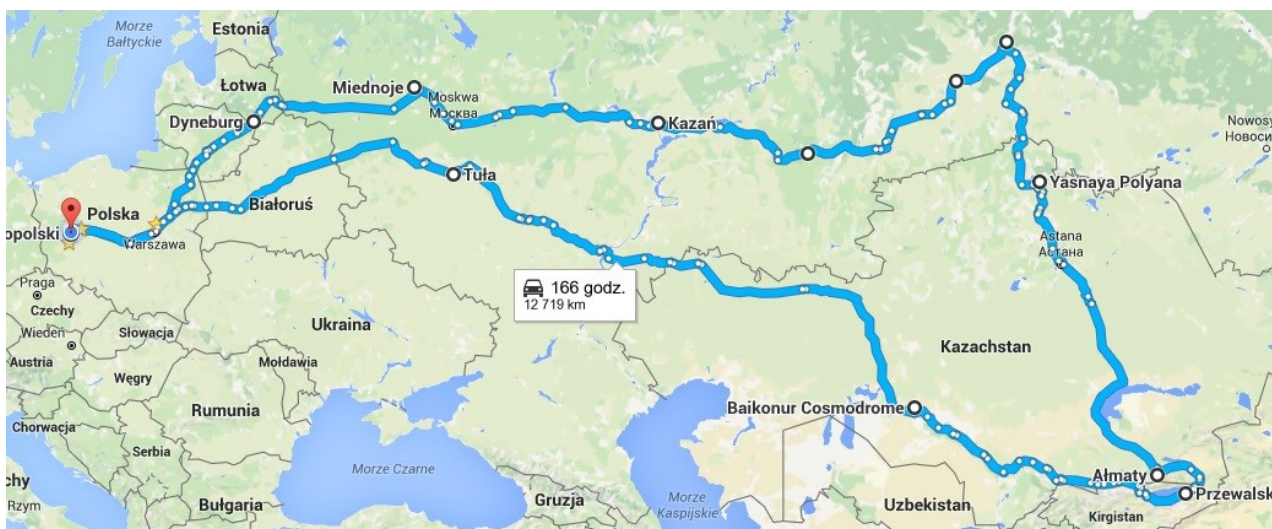 Morze
Bałtyckie
Estonia
Łotwa
Miednoje
Moskwa
Москва
Dyneburg
Kazań
Nowosy
Новоси
Tuła
Yasnaya Polyana
Polska
Białoruś
opolski
Warszawa
Astana
Астана
166 godz.
12 719 km
Praga
Czechy
Ukraina
Wiedeń
Słowacja
Kazachstan
Austria
Mołdawia
Węgry
Rumunia
Baikonur Cosmodrome
Chorwacja
Serbia
Morze Czarne
Morze
Kaspijskie
Ałmaty
chy
Przewalsk
Rzym
Bułgaria
Gruzja
Uzbekistan
Kirgistan